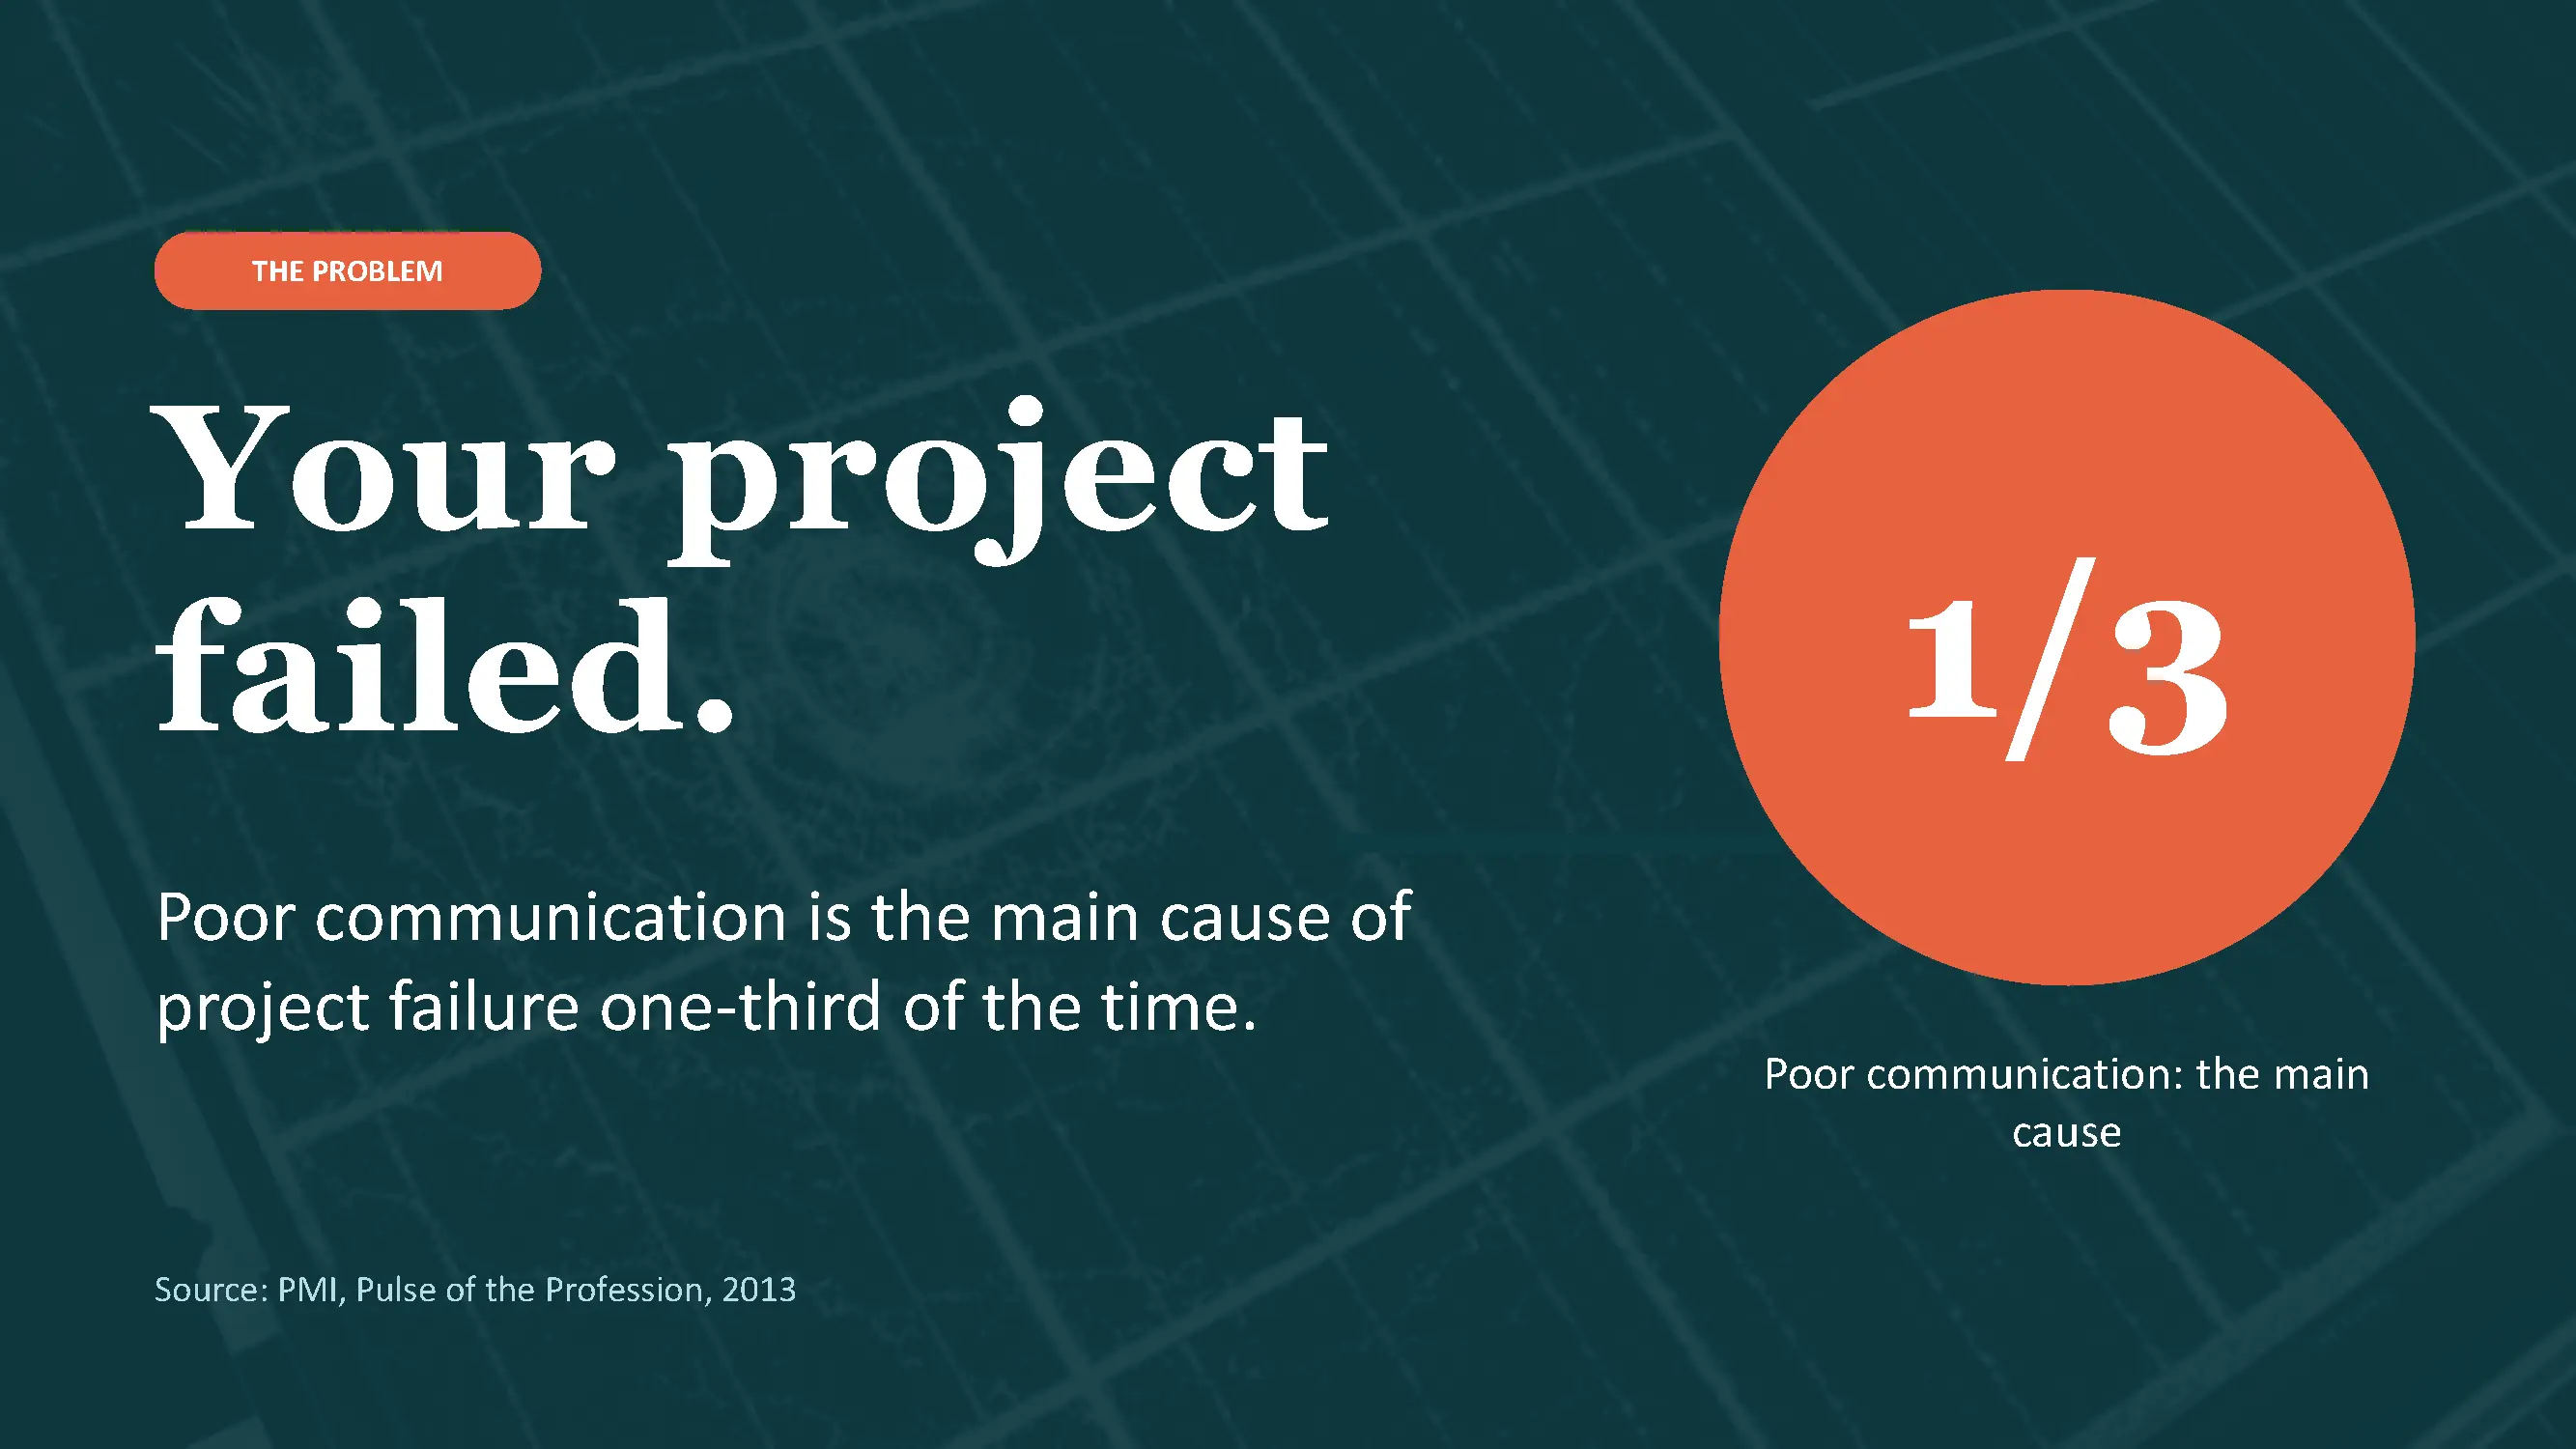 THE PROBLEM
Your project
failed.
Poor communication is the main cause of
project failure one-third of the time.
1/3
Poor communication: the main
cause
Source: PMI, Pulse of the Profession, 2013